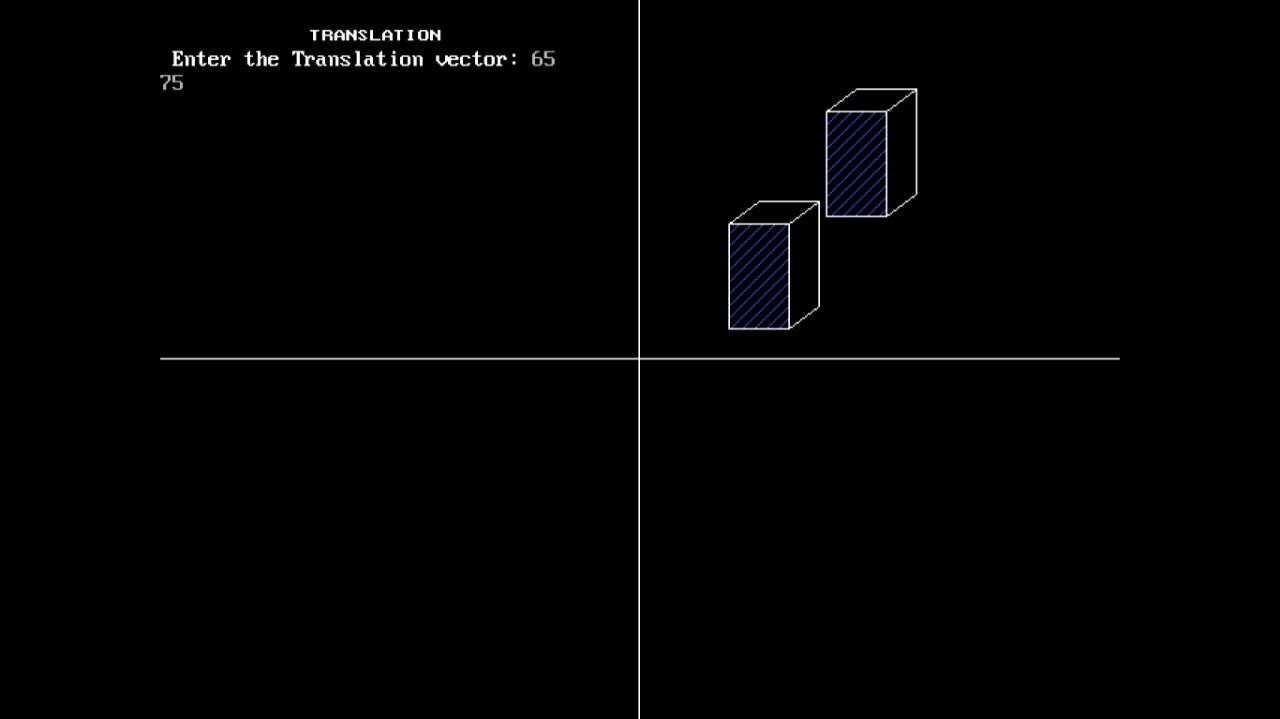 TRANSLATION
Enter the Translation vector: 65
75